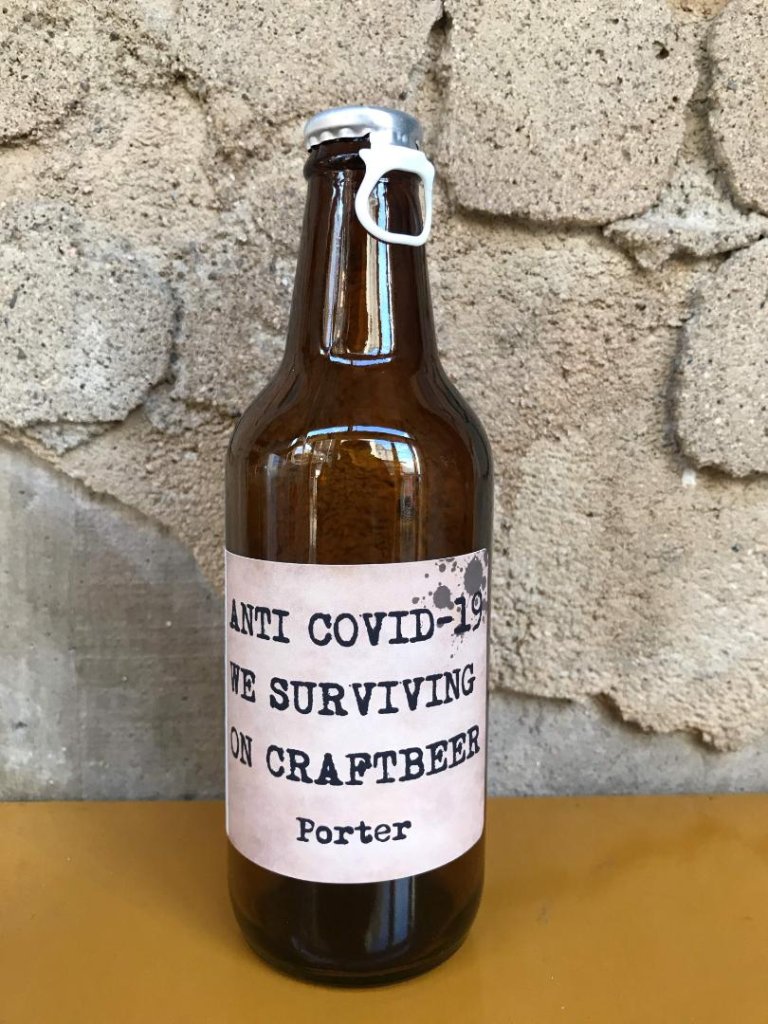 ANTI COVID-19
WE SURVIVING
ON CRAFTBEER
Porter